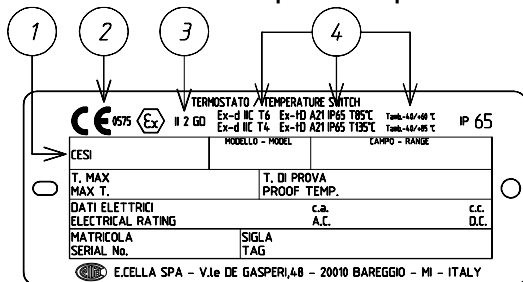 1 2 3 4
TERMOSTATO / TEMPERATURE SWITCH
CE 0575 Ex II 2 GD Ex-d IIC T6 Ex-tD A21 IP65 T85°C Tamb.-40/+60 °C IP 65
Ex-d IIC T4 Ex-tD A21 IP65 T135°C Tamb.-40/+85 °C
MODELLO - MODEL CAMPO - RANGE
CESI
T. MAX T. DI PROVA
MAX T. PROOF TEMP.
DATI ELETTRICI c.a. c.c.
ELECTRICAL RATING A.C. D.C.
MATRICOLA SIGLA
SERIAL No. TAG
E.CELLA SPA - V.le DE GASPERI,48 - 20010 BAREGGIO - MI - ITALY